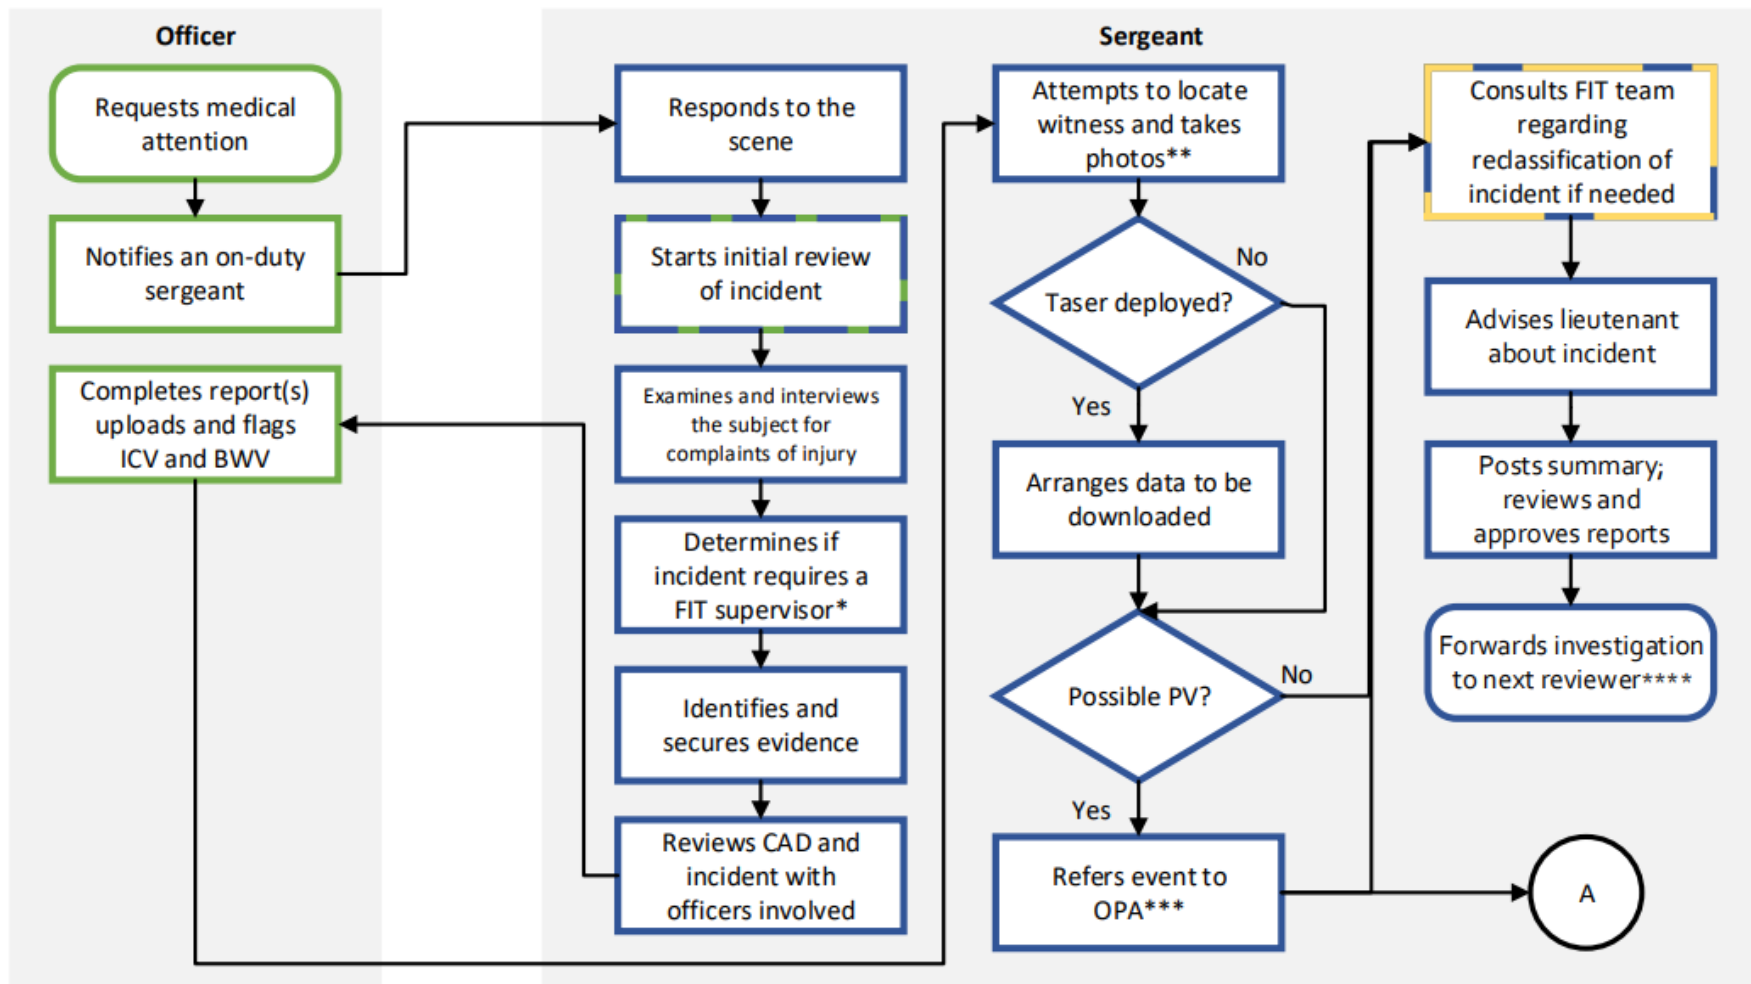 Officer
Requests medical
attention
Notifies an on-duty
sergeant
Completes report(s)
uploads and flags
ICV and BWV
Sergeant
Responds to the
scene
Starts initial review
of incident
Examines and interviews
the subject for
complaints of injury
Determines if
incident requires a
FIT supervisor*
Identifies and
secures evidence
Reviews CAD and
incident with
officers involved
Attempts to locate
witness and takes
photos**
Taser deployed?
No
Yes
Arranges data to be
downloaded
Possible PV?
No
Yes
Refers event to
OPA***
Consults FIT team
regarding
reclassification of
incident if needed
Advises lieutenant
about incident
Posts summary;
reviews and
approves reports
Forwards investigation
to next reviewer****
A